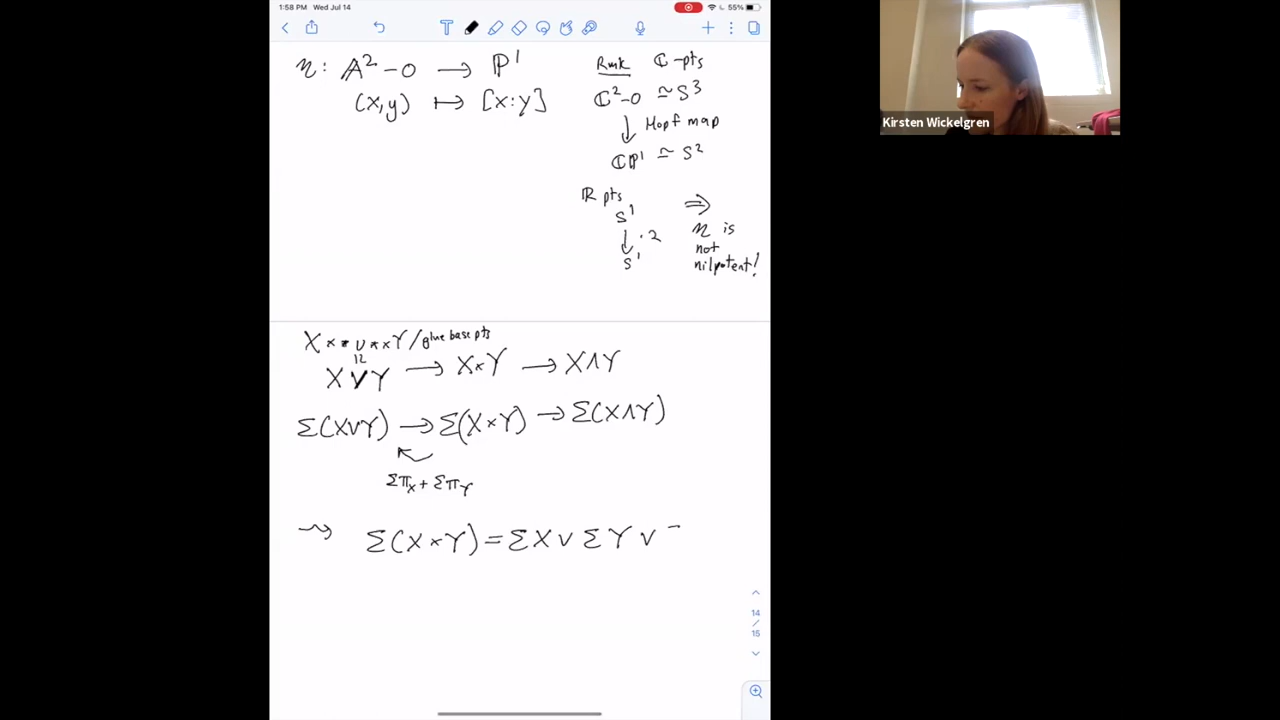 1:58 PM Wed Jul 14
55%
η: 𝔸² – 0 → ℙ¹
(x,y) ↦ [x:y]
Rmk ℂ-pts
ℂ²–0 ≃ S³
↓ Hopf map
ℂℙ¹ ≃ S²
ℝ pts
S¹
↓ ·2
S¹
⇒
η is
not
nilpotent!
X × * ∪ * × Y / glue base pts
X ∨ Y → X × Y → X ∧ Y
Σ(X∨Y) → Σ(X×Y) → Σ(X∧Y)
Σπ_X + Σπ_Y
⇝ Σ(X×Y) = ΣX ∨ ΣY ∨
14
/
15
Kirsten Wickelgren